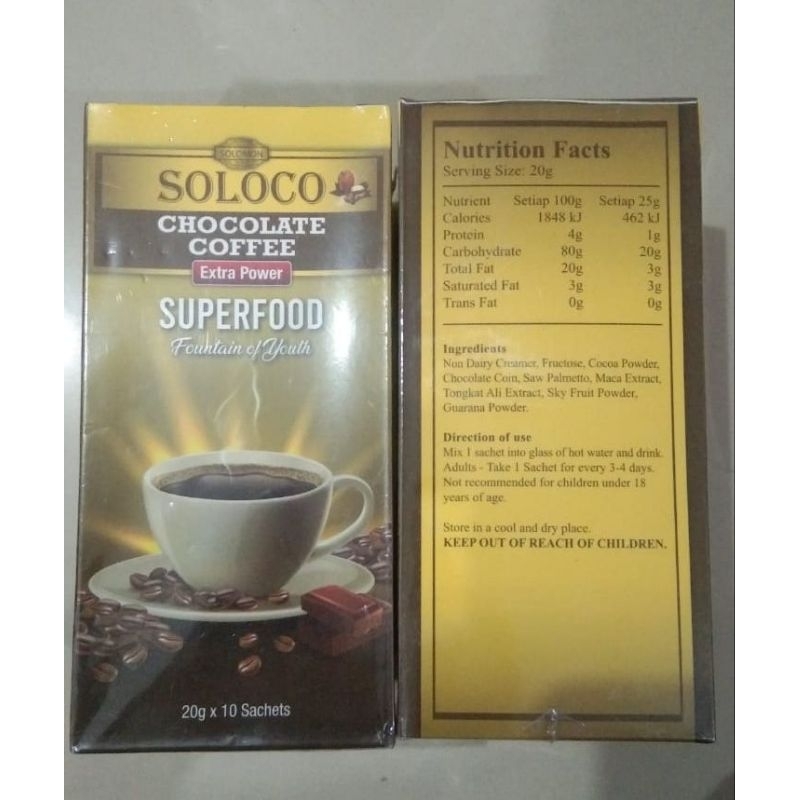 SOLOMON
SOLOCO
CHOCOLATE
COFFEE
Extra Power
SUPERFOOD
Fountain of Youth
20g x 10 Sachets
Nutrition Facts
Serving Size: 20g
Nutrient Setiap 100g Setiap 25g
Calories 1848 kJ 462 kJ
Protein 4g 1g
Carbohydrate 80g 20g
Total Fat 20g 3g
Saturated Fat 3g 3g
Trans Fat 0g 0g
Ingredients
Non Dairy Creamer, Fructose, Cocoa Powder,
Chocolate Coin, Saw Palmetto, Maca Extract,
Tongkat Ali Extract, Sky Fruit Powder,
Guarana Powder.
Direction of use
Mix 1 sachet into glass of hot water and drink.
Adults - Take 1 Sachet for every 3-4 days.
Not recommended for children under 18
years of age.
Store in a cool and dry place.
KEEP OUT OF REACH OF CHILDREN.